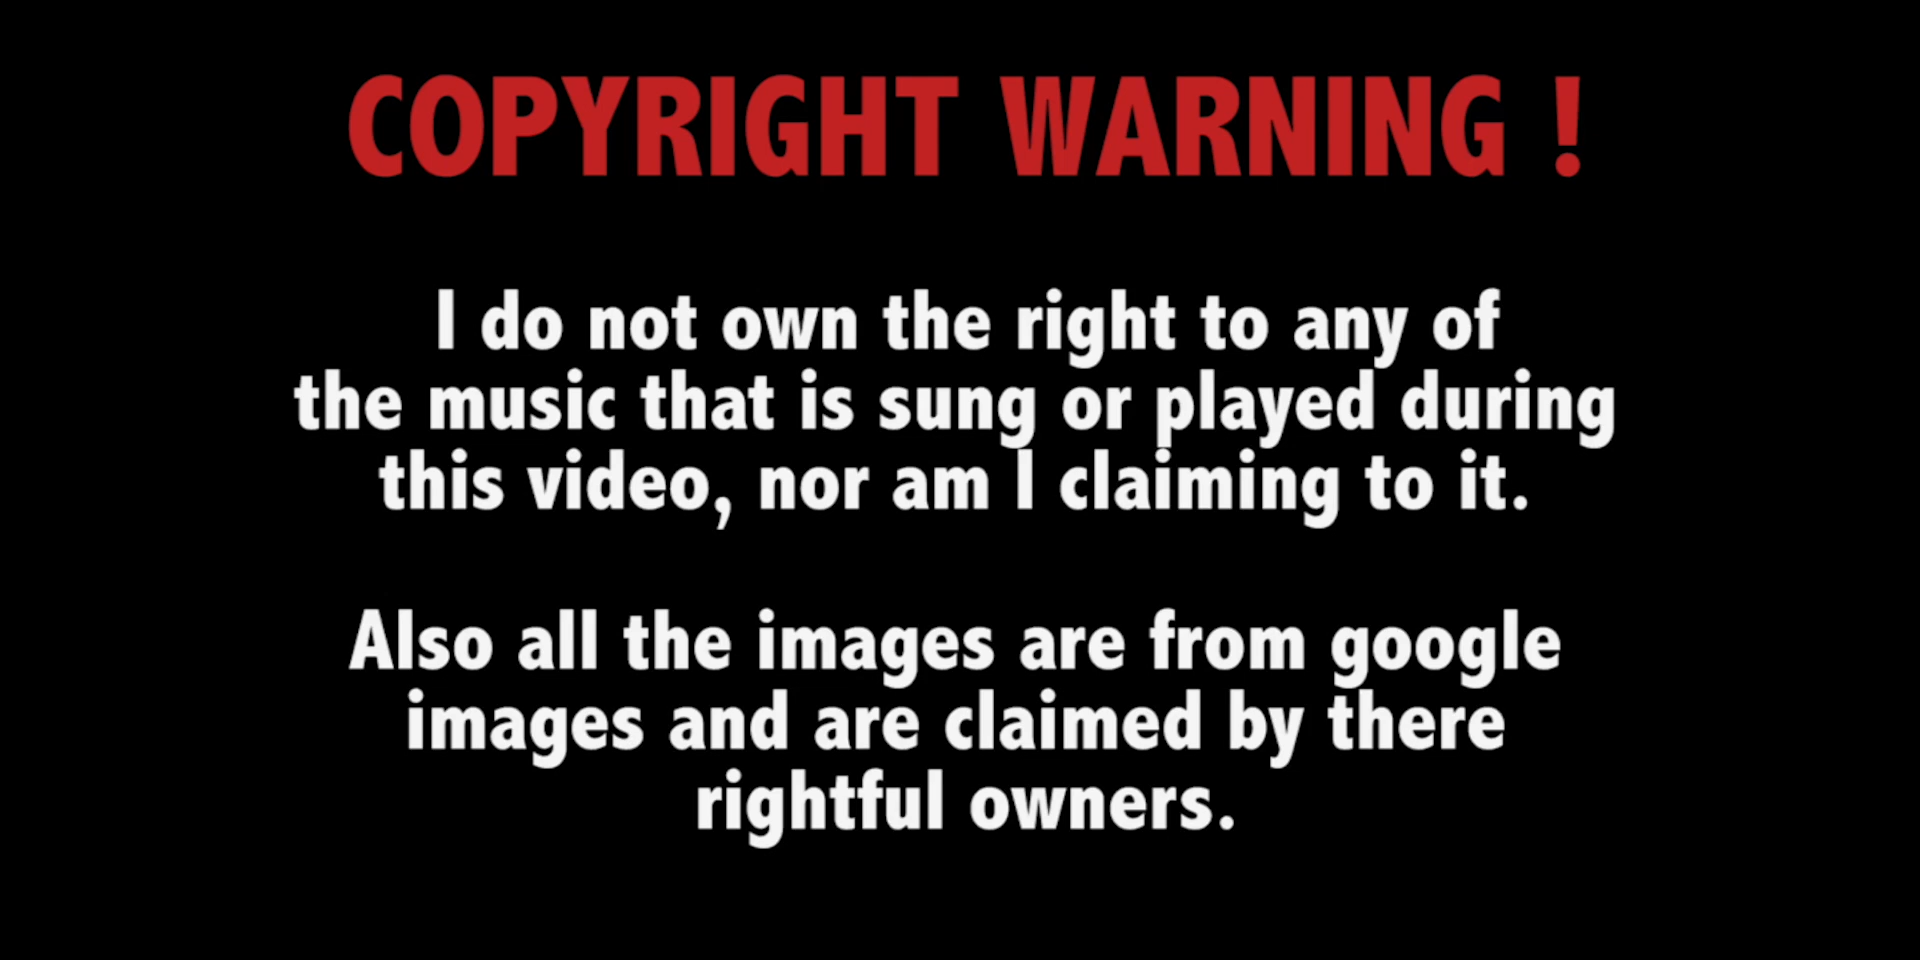 COPYRIGHT WARNING !
I do not own the right to any of
the music that is sung or played during
this video, nor am I claiming to it.
Also all the images are from google
images and are claimed by there
rightful owners.